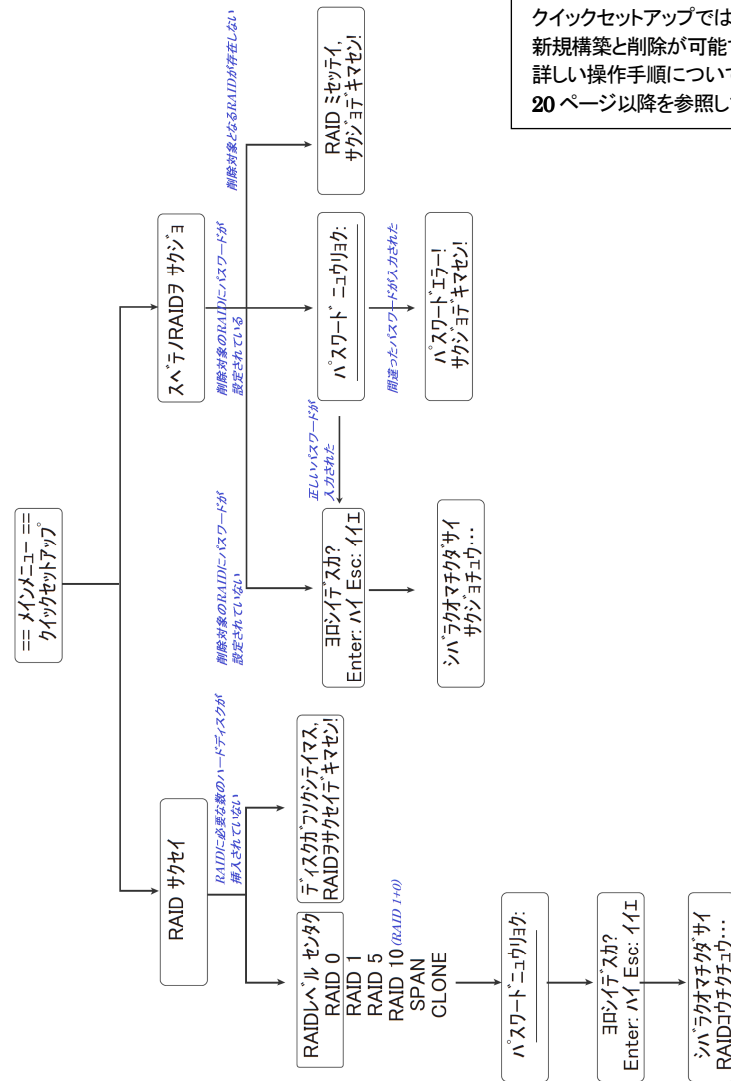 クイックセットアップでは
新規構築と削除が可能
詳しい操作手順につい
20 ページ以降を参照し
== メインメニュー ==
クイックセットアップ
RAID サクセイ
RAIDに必要な数のハードディスクが
挿入されていない
RAIDレベル センタク
RAID 0
RAID 1
RAID 5
RAID 10 (RAID 1+0)
SPAN
CLONE
ディスクガフソクシテイマス,
RAIDヲサクセイデキマセン!
パスワードニュウリョク:
ヨロシイデスカ?
Enter: ハイ Esc: イイエ
シバラクオマチクダサイ
RAIDコウチクチュウ…
スベテノRAIDヲ サクジョ
削除対象のRAIDにパスワードが
設定されていない
削除対象のRAIDにパスワードが
設定されている
削除対象となるRAIDが存在しない
ヨロシイデスカ?
Enter: ハイ Esc: イイエ
シバラクオマチクダサイ
サクジョチュウ…
正しいパスワードが
入力された
パスワード ニュウリョク:
間違ったパスワードが入力された
パスワードエラー!
サクジョデキマセン!
RAID ミセッテイ,
サクジョデキマセン!